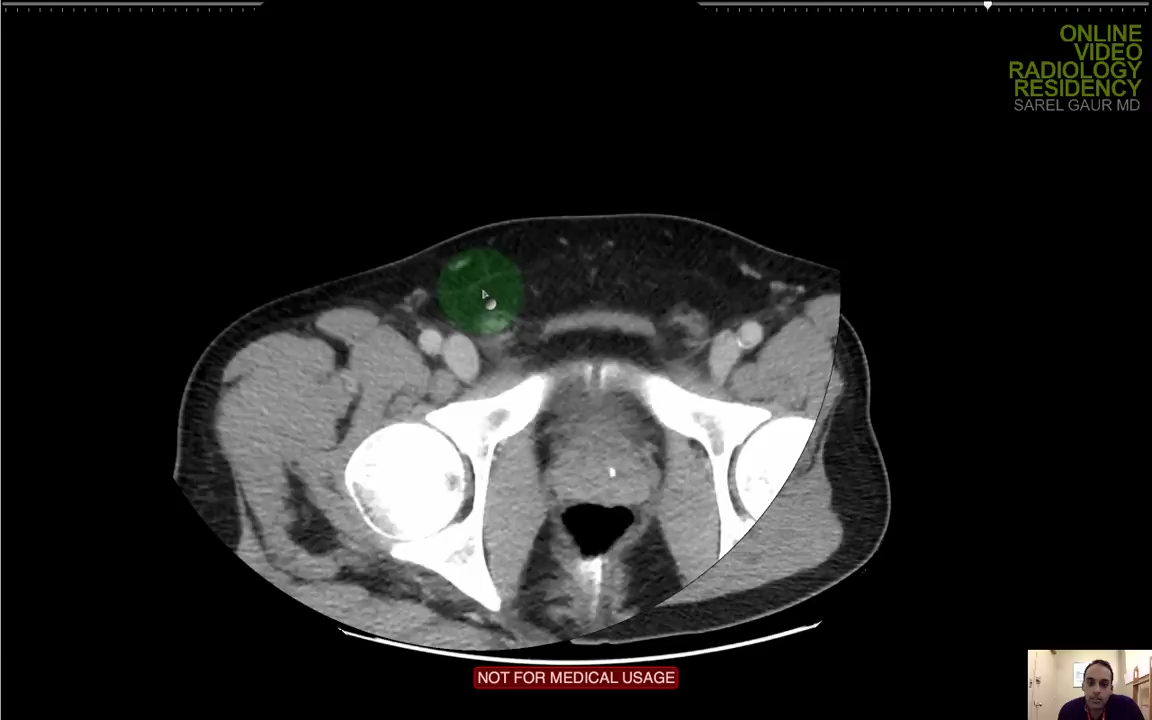 ONLINE
VIDEO
RADIOLOGY
RESIDENCY
SAREL GAUR MD
NOT FOR MEDICAL USAGE